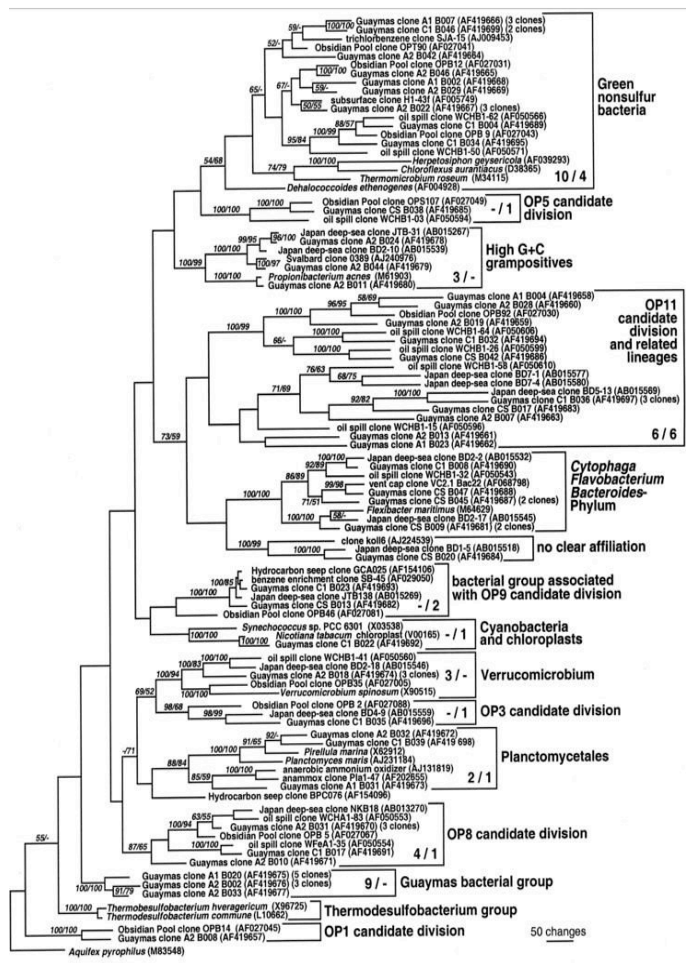 Guaymas clone A1 B007 (AF419666) (3 clones)
59/- 100/100 Guaymas clone C1 B046 (AF419699) (2 clones)
trichlorbenzene clone SJA-15 (AJ009453)
52/- Obsidian Pool clone OPT90 (AF027041)
Guaymas clone A2 B042 (AF419664)
Obsidian Pool clone OPB12 (AF027031)
100/100 Guaymas clone A2 B046 (AF419665)
65/- 67/- Guaymas clone A1 B002 (AF419668)
59/- Guaymas clone A2 B029 (AF419669)
subsurface clone H1-43f (AF005749)
50/55 Guaymas clone A2 B022 (AF419667) (3 clones)
oil spill clone WCHB1-62 (AF050566)
88/57 Guaymas clone C1 B004 (AF419689)
100/99 Obsidian Pool clone OPB 9 (AF027043)
95/84 Guaymas clone C1 B034 (AF419695)
oil spill clone WCHB1-50 (AF050571)
Green nonsulfur bacteria
54/68 100/100 Herpetosiphon geysericola (AF039293)
74/79 Chloroflexus aurantiacus (D38365)
Thermomicrobium roseum (M34115) 10 / 4
Dehalococcoides ethenogenes (AF004928)
Obsidian Pool clone OPS107 (AF027049)
100/100 100/100 Guaymas clone CS B038 (AF419685) - / 1 OP5 candidate division
oil spill clone WCHB1-03 (AF050594)
Japan deep-sea clone JTB-31 (AB015267)
99/95 96/100 Guaymas clone A2 B024 (AF419678)
Japan deep-sea clone BD2-10 (AB015539)
Svalbard clone 0389 (AJ240976)
100/99 100/97 Guaymas clone A2 B044 (AF419679)
Propionibacterium acnes (M61903)
100/100 Guaymas clone A2 B011 (AF419680)
High G+C grampositives
3 / -
58/69 Guaymas clone A1 B004 (AF419658)
96/95 Guaymas clone A2 B028 (AF419660)
100/100 Obsidian Pool clone OPB92 (AF027030)
Guaymas clone A2 B019 (AF419659)
100/99 100/100 oil spill clone WCHB1-64 (AF050606)
66/- Guaymas clone C1 B032 (AF419694)
100/100 oil spill clone WCHB1-26 (AF050599)
Guaymas clone CS B042 (AF419686)
76/63 oil spill clone WCHB1-58 (AF050610)
68/75 Japan deep-sea clone BD7-1 (AB015577)
71/69 Japan deep-sea clone BD7-4 (AB015580)
100/100 Japan deep-sea clone BD5-13 (AB015569)
92/82 Guaymas clone C1 B036 (AF419697) (3 clones)
Guaymas clone CS B017 (AF419683)
Guaymas clone A2 B007 (AF419663)
oil spill clone WCHB1-15 (AF050596)
73/59 Guaymas clone A2 B013 (AF419661)
Guaymas clone A1 B023 (AF419662)
OP11 candidate division and related lineages
6 / 6
100/100 Japan deep-sea clone BD2-2 (AB015532)
92/89 Guaymas clone C1 B008 (AF419690)
86/89 oil spill clone WCHB1-32 (AF050543)
99/98 vent cap clone VC2.1 Bac22 (AF068798)
Guaymas clone CS B047 (AF419688)
100/100 71/51 Guaymas clone CS B045 (AF419687) (2 clones)
Flexibacter maritimus (M64629)
100/100 58/- Japan deep-sea clone BD2-17 (AB015545)
Guaymas clone CS B009 (AF419681) (2 clones)
Cytophaga Flavobacterium Bacteroides-Phylum
clone koll6 (AJ224539)
100/99 100/100 Japan deep-sea clone BD1-5 (AB015518) no clear affiliation
Guaymas clone CS B020 (AF419684)
Hydrocarbon seep clone GCA025 (AF154106)
100/85 benzene enrichment clone SB-45 (AF029050)
Guaymas clone C1 B023 (AF419693)
100/100 Japan deep-sea clone JTB138 (AB015269)
Guaymas clone CS B013 (AF419682) - / 2
Obsidian Pool clone OPB46 (AF027081)
bacterial group associated with OP9 candidate division
Synechococcus sp. PCC 6301 (X03538)
100/100 Nicotiana tabacum chloroplast (V00165) - / 1 Cyanobacteria and chloroplasts
100/100 Guaymas clone C1 B022 (AF419692)
oil spill clone WCHB1-41 (AF050560)
100/83 Japan deep-sea clone BD2-18 (AB015546)
100/94 Guaymas clone A2 B018 (AF419674) (3 clones) 3 / - Verrucomicrobium
Obsidian Pool clone OPB35 (AF027005)
69/52 100/100 Verrucomicrobium spinosum (X90515)
Obsidian Pool clone OPB 2 (AF027088)
98/68 98/99 Japan deep-sea clone BD4-9 (AB015559) - / 1 OP3 candidate division
Guaymas clone C1 B035 (AF419696)
92/- Guaymas clone A2 B032 (AF419672)
91/65 Guaymas clone C1 B039 (AF419 698)
-/71 100/100 Pirellula marina (X62912)
88/84 Planctomyces maris (AJ231184)
100/100 anaerobic ammonium oxidizer (AJ131819)
85/59 anammox clone Pla1-47 (AF202655)
Guaymas clone A1 B031 (AF419673)
Planctomycetales
2 / 1
Hydrocarbon seep clone BPC076 (AF154096)
Japan deep-sea clone NKB18 (AB013270)
63/55 oil spill clone WCHA1-83 (AF050553)
100/94 Guaymas clone A2 B031 (AF419670) (3 clones)
Obsidian Pool clone OPB 5 (AF027067)
100/100 oil spill clone WFeA1-35 (AF050554)
87/65 Guaymas clone C1 B017 (AF419691)
Guaymas clone A2 B010 (AF419671)
OP8 candidate division
4 / 1
55/- Guaymas clone A1 B020 (AF419675) (5 clones)
100/100 Guaymas clone A2 B002 (AF419676) (3 clones) 9 / - Guaymas bacterial group
91/79 Guaymas clone A2 B033 (AF419677)
100/100 Thermodesulfobacterium hveragericum (X96725)
Thermodesulfobacterium commune (L10662) Thermodesulfobacterium group
100/100 Obsidian Pool clone OPB14 (AF027045)
Guaymas clone A2 B008 (AF419657) OP1 candidate division
50 changes
Aquifex pyrophilus (M83548)